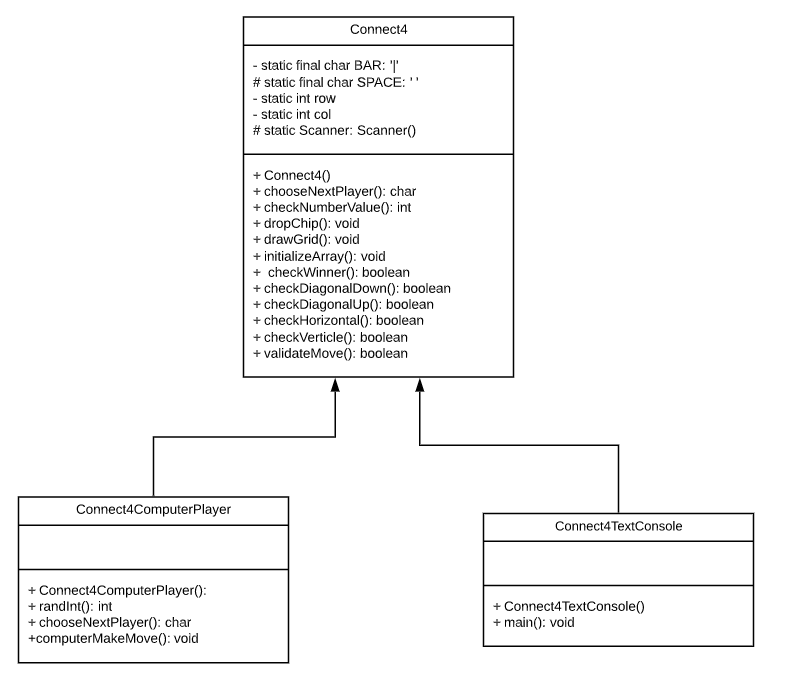 Connect4
- static final char BAR: '|'
# static final char SPACE: ' '
- static int row
- static int col
# static Scanner: Scanner()
+ Connect4()
+ chooseNextPlayer(): char
+ checkNumberValue(): int
+ dropChip(): void
+ drawGrid(): void
+ initializeArray(): void
+  checkWinner(): boolean
+ checkDiagonalDown(): boolean
+ checkDiagonalUp(): boolean
+ checkHorizontal(): boolean
+ checkVerticle(): boolean
+ validateMove(): boolean
Connect4ComputerPlayer
+ Connect4ComputerPlayer():
+ randInt(): int
+ chooseNextPlayer(): char
+computerMakeMove(): void
Connect4TextConsole
+ Connect4TextConsole()
+ main(): void